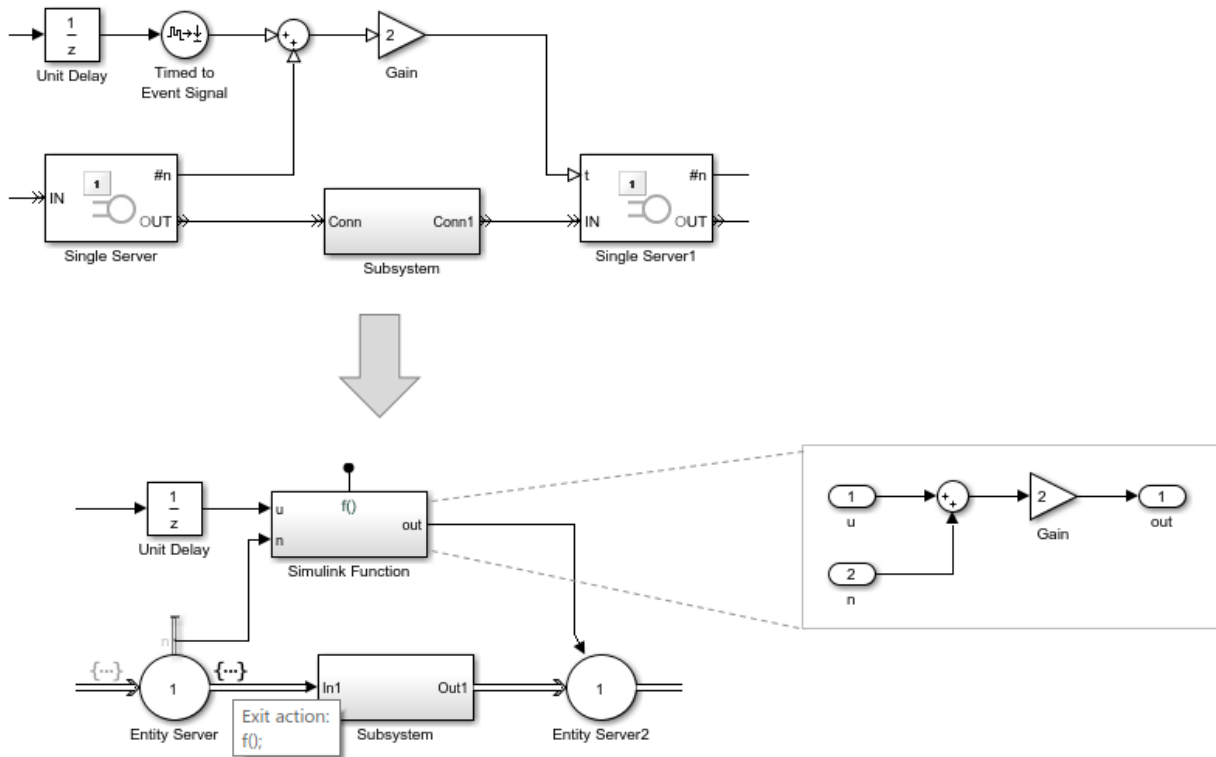 1
z
Unit Delay
Timed to
Event Signal
+
+
2
Gain
IN
1
#n
OUT
Single Server
Conn
Conn1
Subsystem
t
IN
1
#n
OUT
Single Server1
1
z
Unit Delay
f()
u
n
out
Simulink Function
1
u
2
n
+
+
2
Gain
1
out
n
{...}
1
{...}
Entity Server
In1
Out1
Subsystem
Exit action:
f();
1
Entity Server2